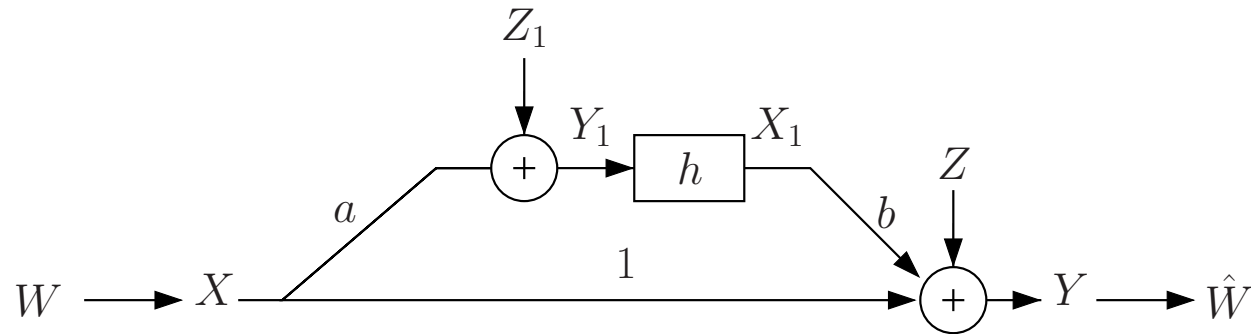 Z₁
+
Y₁
h
X₁
Z
a
b
1
W
X
+
Y
Ŵ